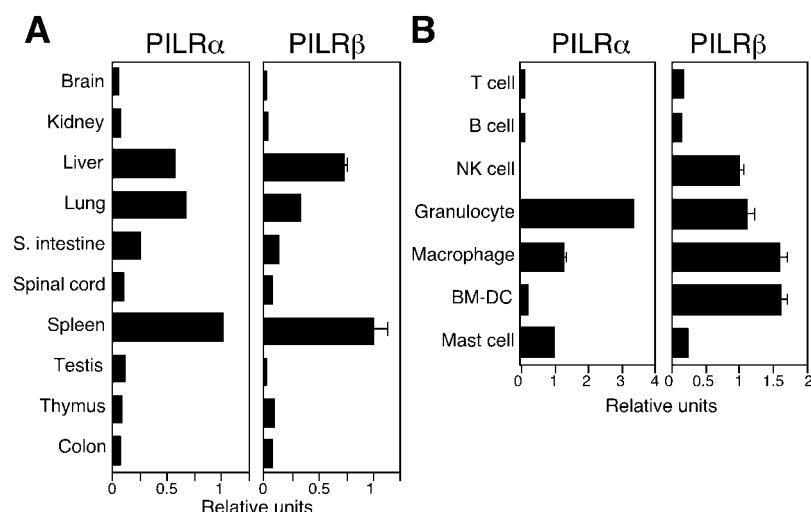 A
PILRα
PILRβ
Brain
Kidney
Liver
Lung
S. intestine
Spinal cord
Spleen
Testis
Thymus
Colon
0 0.5 1
0 0.5 1
Relative units
B
PILRα
PILRβ
T cell
B cell
NK cell
Granulocyte
Macrophage
BM-DC
Mast cell
0 1 2 3 4
0 0.5 1 1.5 2
Relative units